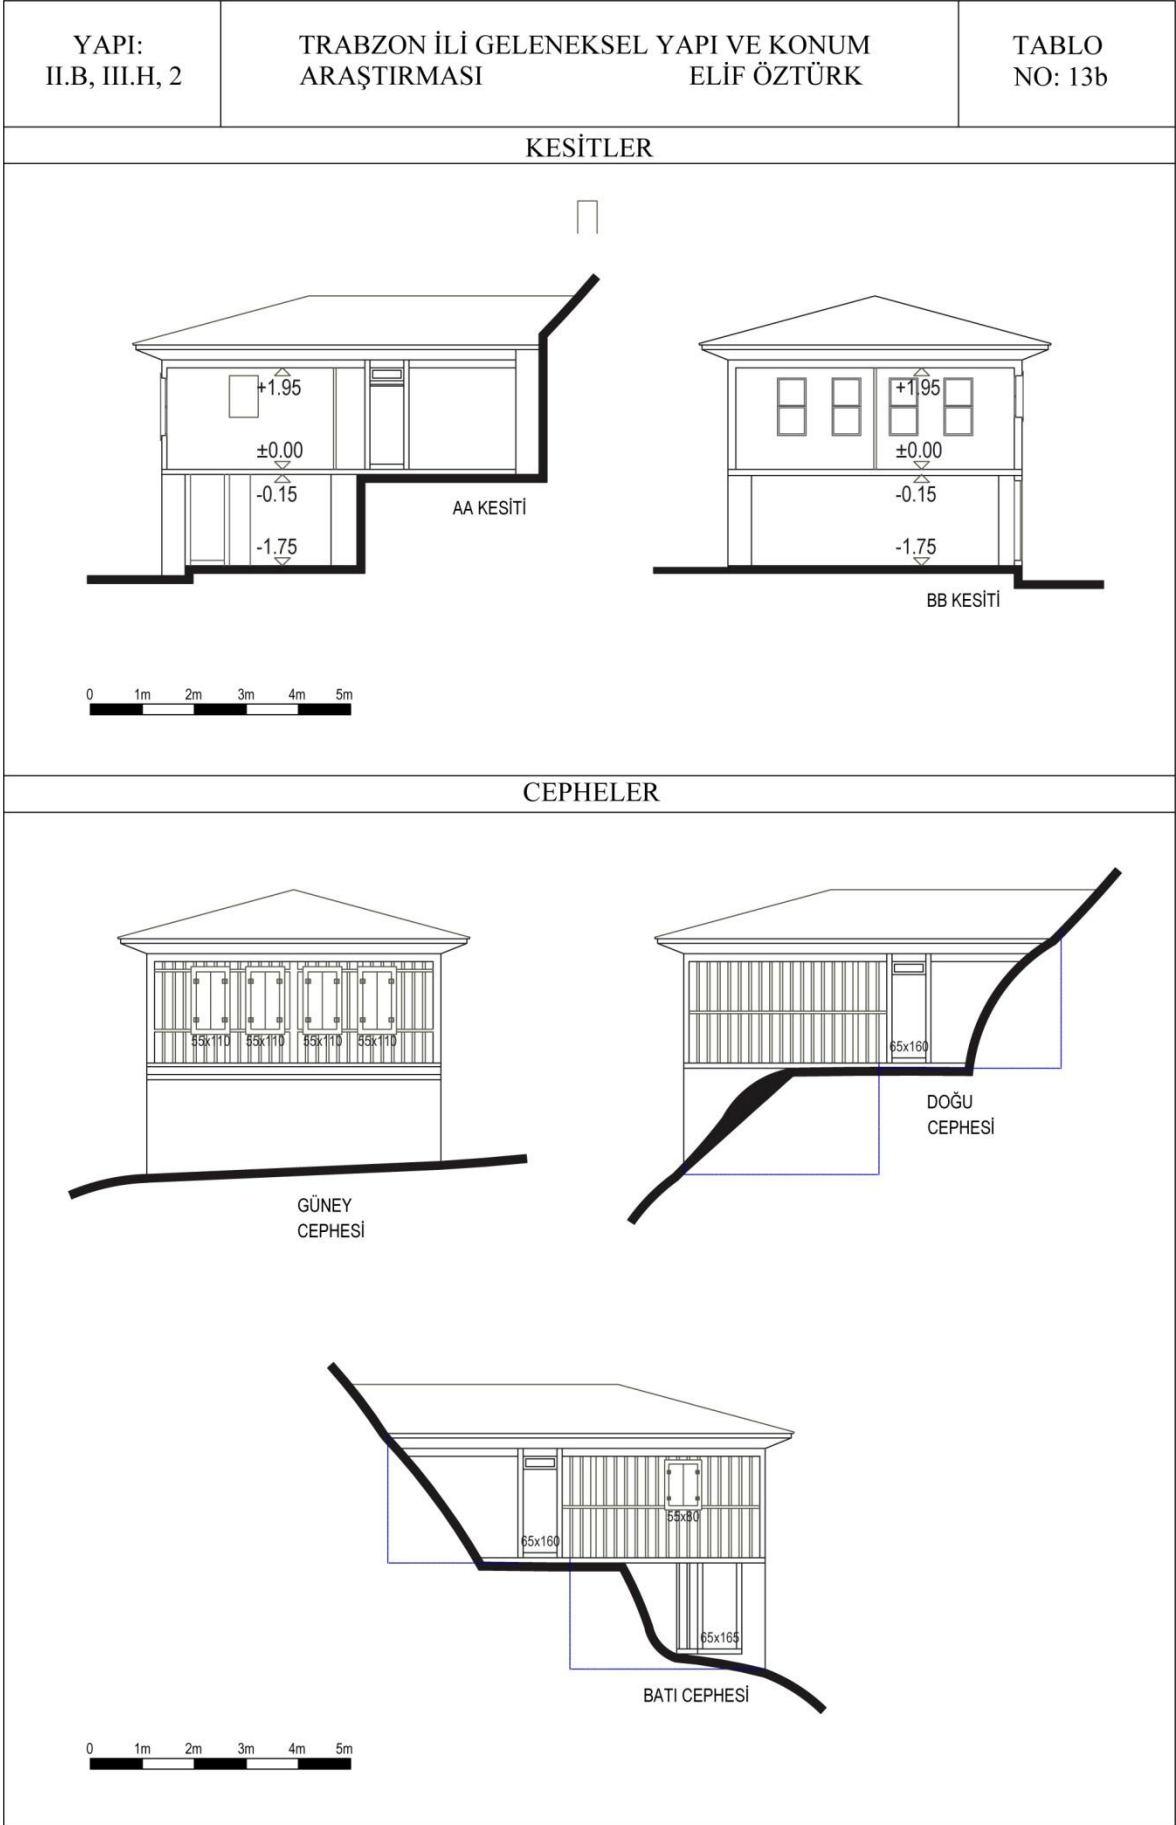 YAPI:
II.B, III.H, 2
TRABZON İLİ GELENEKSEL YAPI VE KONUM
ARAŞTIRMASI ELİF ÖZTÜRK
TABLO
NO: 13b
KESİTLER
+1.95
±0.00
-0.15
-1.75
AA KESİTİ
+1.95
±0.00
-0.15
-1.75
BB KESİTİ
0 1m 2m 3m 4m 5m
CEPHELER
55x110 55x110 55x110 55x110
GÜNEY
CEPHESİ
65x160
DOĞU
CEPHESİ
65x160
55x80
65x165
BATI CEPHESİ
0 1m 2m 3m 4m 5m